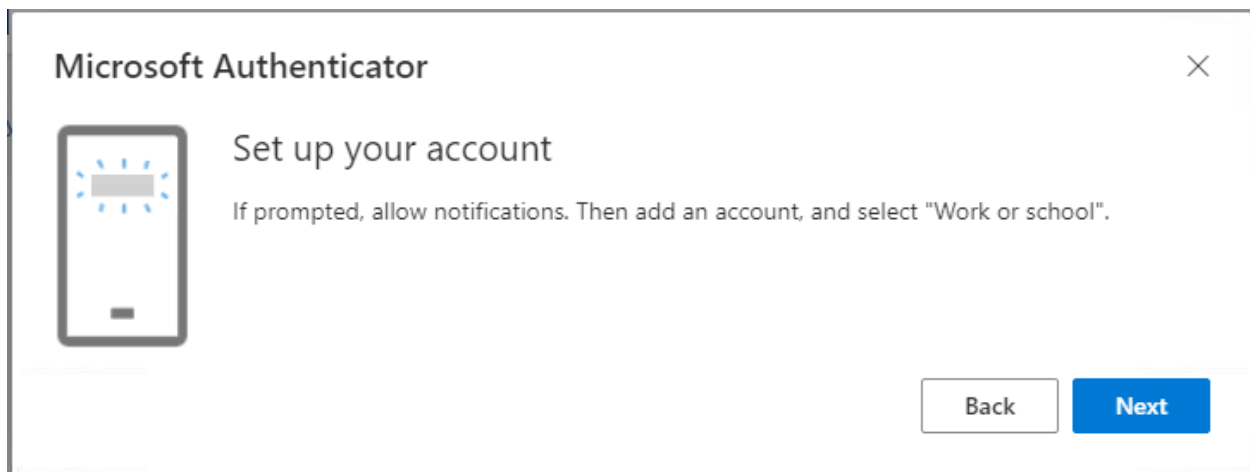 Microsoft Authenticator
Set up your account
If prompted, allow notifications. Then add an account, and select "Work or school".
Back
Next